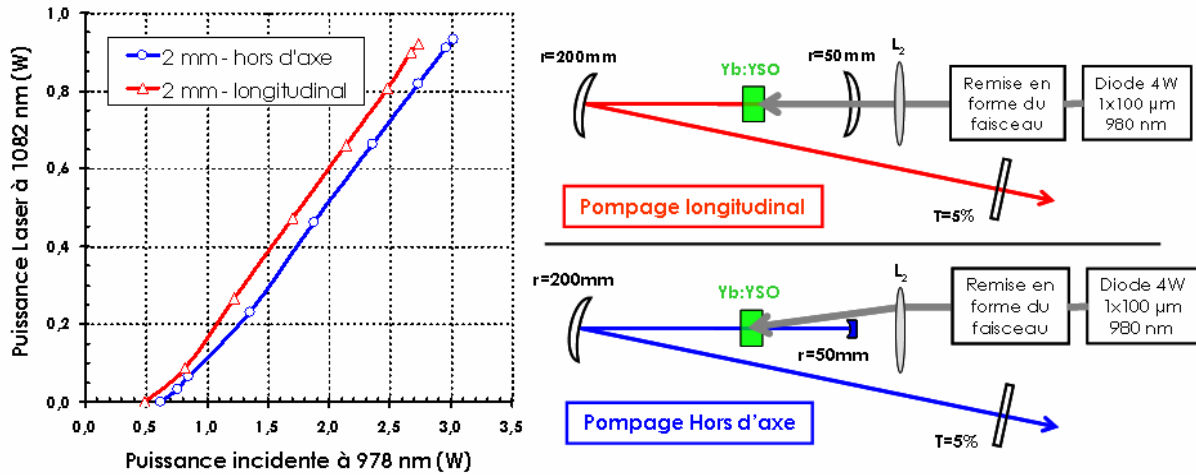 Puissance Laser à 1082 nm (W)
1,0
0,8
0,6
0,4
0,2
0,0
2 mm - hors d'axe
2 mm - longitudinal
0,0 0,5 1,0 1,5 2,0 2,5 3,0 3,5
Puissance incidente à 978 nm (W)
r=200mm
Yb:YSO
r=50mm
L2
Remise en
forme du
faisceau
Diode 4W
1x100 µm
980 nm
Pompage longitudinal
T=5%
r=200mm
Yb:YSO
r=50mm
L2
Remise en
forme du
faisceau
Diode 4W
1x100 µm
980 nm
Pompage Hors d’axe
T=5%